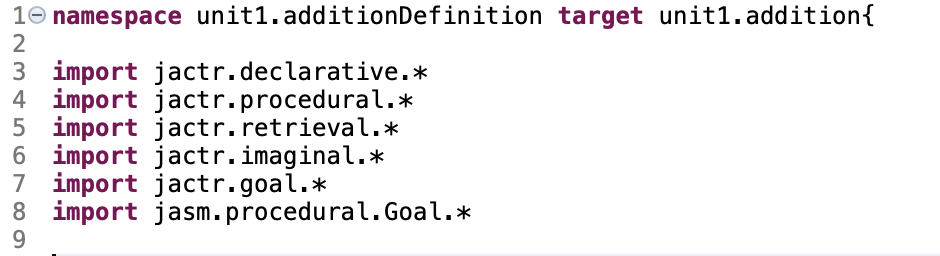 1 namespace unit1.additionDefinition target unit1.addition{
2
3 import jactr.declarative.*
4 import jactr.procedural.*
5 import jactr.retrieval.*
6 import jactr.imaginal.*
7 import jactr.goal.*
8 import jasm.procedural.Goal.*
9